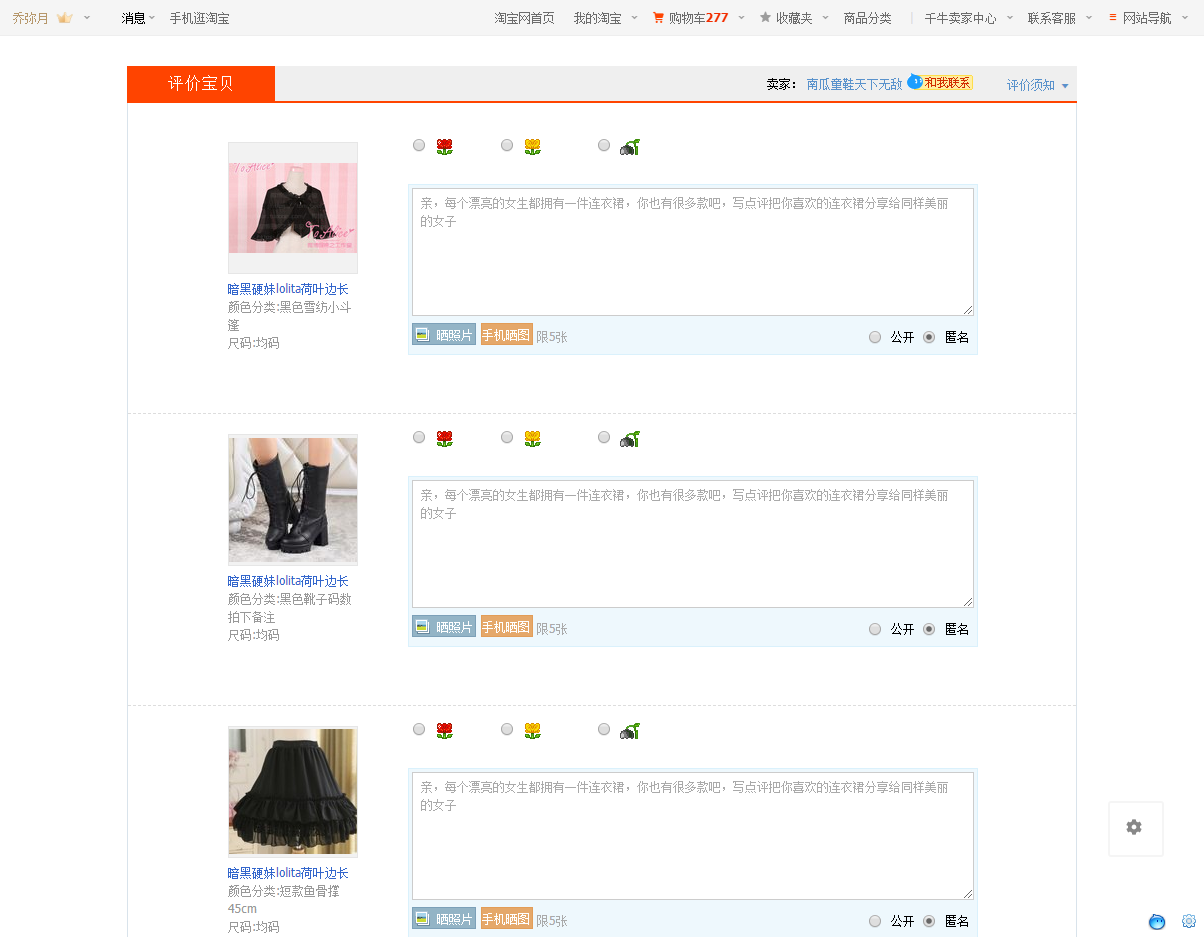 乔弥月 消息 手机逛淘宝 淘宝网首页 我的淘宝 购物车277 收藏夹 商品分类 千牛卖家中心 联系客服 网站导航
评价宝贝 卖家： 南瓜童鞋天下无敌 和我联系 评价须知
To Alice
To Alice
亲，每个漂亮的女生都拥有一件连衣裙，你也有很多款吧，写点评把你喜欢的连衣裙分享给同样美丽
的女子
暗黑硬妹lolita荷叶边长
颜色分类:黑色雪纺小斗
篷
尺码:均码
晒照片 手机晒图 限5张 公开 匿名
亲，每个漂亮的女生都拥有一件连衣裙，你也有很多款吧，写点评把你喜欢的连衣裙分享给同样美丽
的女子
暗黑硬妹lolita荷叶边长
颜色分类:黑色靴子码数
拍下备注
尺码:均码
晒照片 手机晒图 限5张 公开 匿名
亲，每个漂亮的女生都拥有一件连衣裙，你也有很多款吧，写点评把你喜欢的连衣裙分享给同样美丽
的女子
暗黑硬妹lolita荷叶边长
颜色分类:短款鱼骨撑
45cm
尺码:均码
晒照片 手机晒图 限5张 公开 匿名